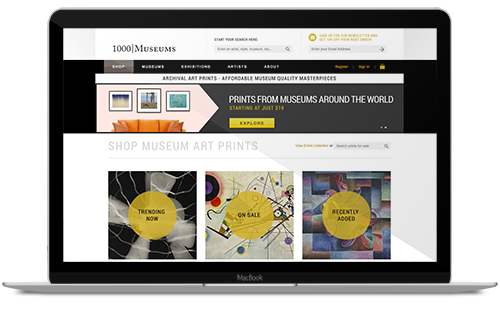 1000|MUSEUMS
START YOUR SEARCH HERE
Enter an artist, style, museum, etc...
SIGN UP FOR OUR NEWSLETTER AND
GET 10% OFF YOUR NEXT ORDER!
Enter your Email Address
SHOP MUSEUMS EXHIBITIONS ARTISTS ABOUT
Register Sign In
ARCHIVAL ART PRINTS - AFFORDABLE MUSEUM QUALITY MASTERPIECES
PRINTS FROM MUSEUMS AROUND THE WORLD
STARTING AT JUST $19
EXPLORE
SHOP MUSEUM ART PRINTS
View Entire Collection or
Search prints for sale
TRENDING
NOW
ON SALE
RECENTLY
ADDED
MacBook